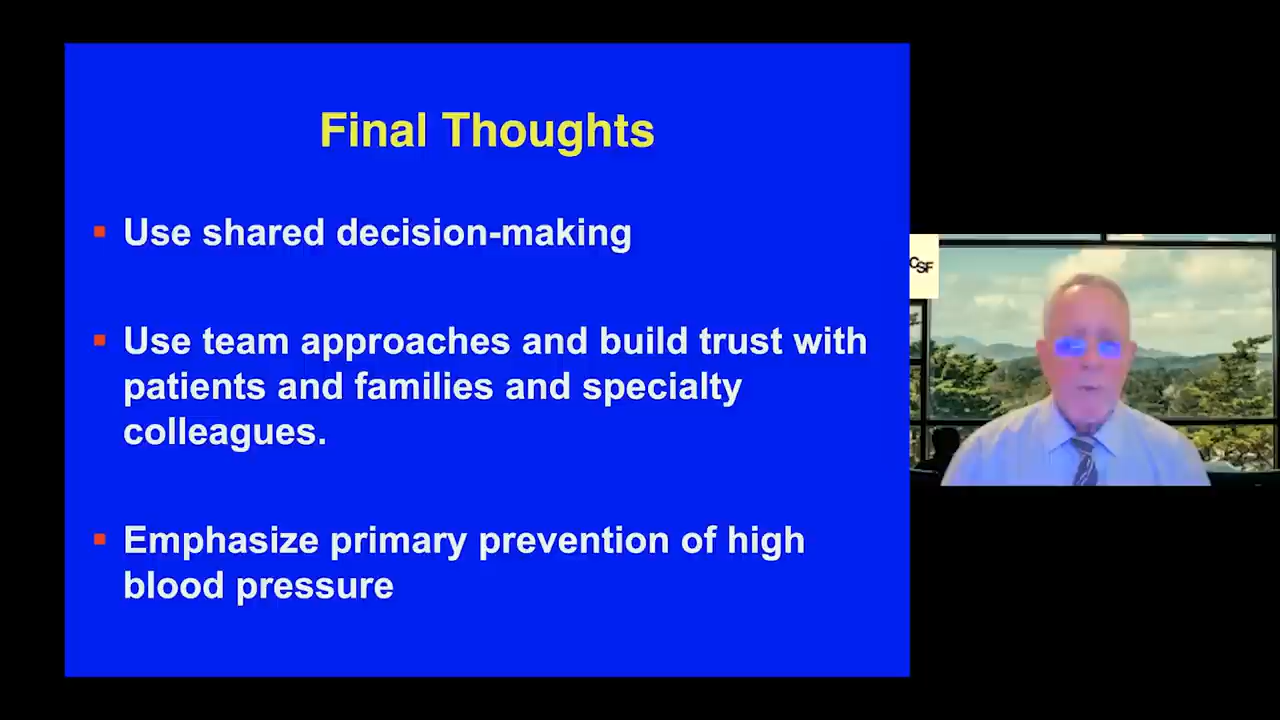 Final Thoughts
Use shared decision-making
Use team approaches and build trust with
patients and families and specialty
colleagues.
Emphasize primary prevention of high
blood pressure
CSF